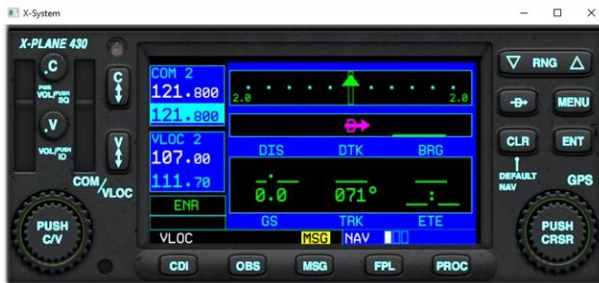 X-System
X-PLANE 430
C
PWR
VOL/PUSH
SQ
C
V
VOL/PUSH
ID
V
COM/VLOC
PUSH
C/V
COM 2
121.800
121.800
VLOC 2
107.00
111.70
ENR
2.0
2.0
DIS DTK BRG
0.0 071° __:__
GS TRK ETE
VLOC MSG NAV
CDI OBS MSG FPL PROC
RNG
D MENU
CLR ENT
DEFAULT
NAV
GPS
PUSH
CRSR